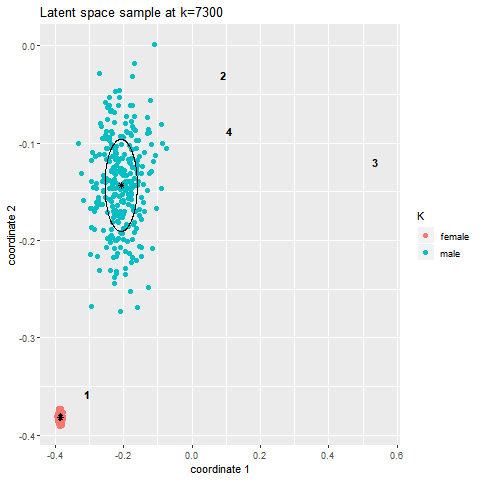 Latent space sample at k=7300
0.0
2
-0.1
4
3
-0.2
K
female
male
-0.3
1
-0.4
-0.4 -0.2 0.0 0.2 0.4 0.6
coordinate 1
coordinate 2